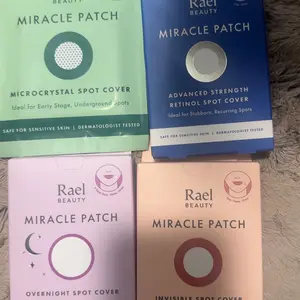 BEAUTY
MIRACLE PATCH
MICROCRYSTAL SPOT COVER
Ideal for Early Stage, Underground Spots
SAFE FOR SENSITIVE SKIN | DERMATOLOGIST TESTED
Rael
BEAUTY
MIRACLE PATCH
ADVANCED STRENGTH
RETINOL SPOT COVER
Ideal for Stubborn, Recurring Spots
SAFE FOR SENSITIVE SKIN | DERMATOLOGIST TESTED
Rael
BEAUTY
MIRACLE PATCH
OVERNIGHT SPOT COVER
Rael
BEAUTY
MIRACLE PATCH
INVISIBLE SPOT COVER